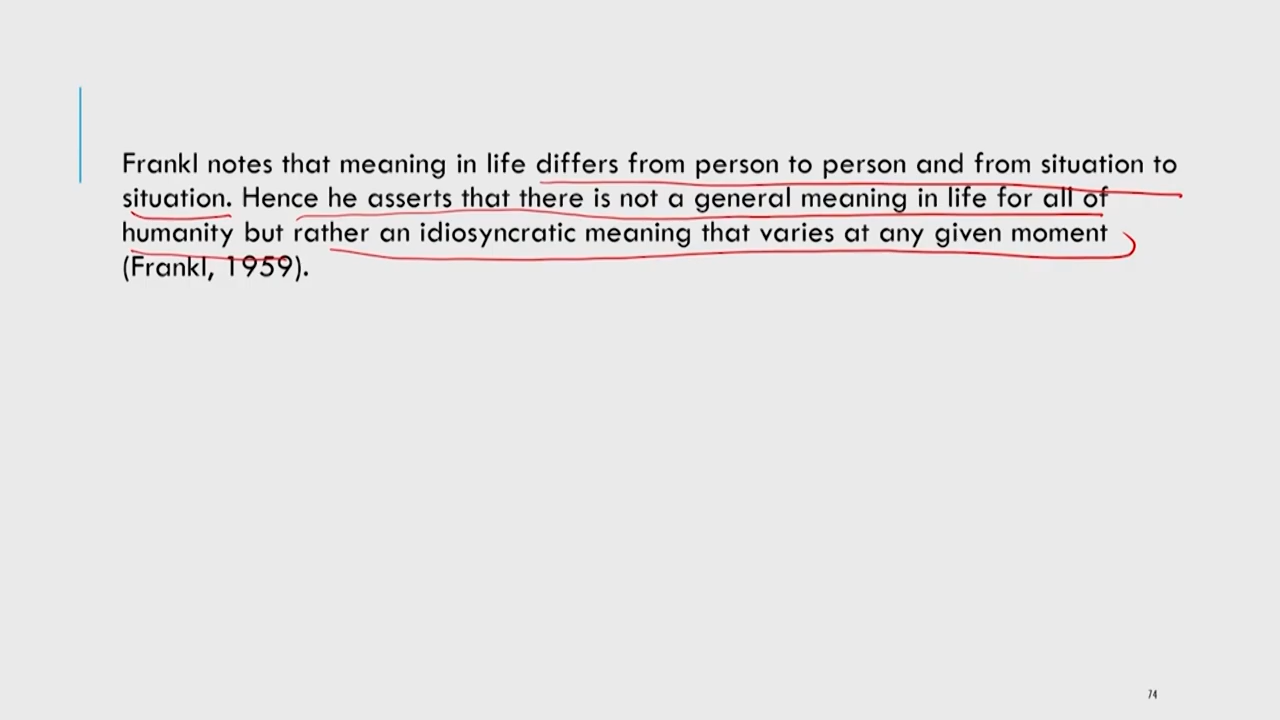 Frankl notes that meaning in life differs from person to person and from situation to
situation. Hence he asserts that there is not a general meaning in life for all of
humanity but rather an idiosyncratic meaning that varies at any given moment
(Frankl, 1959).
74